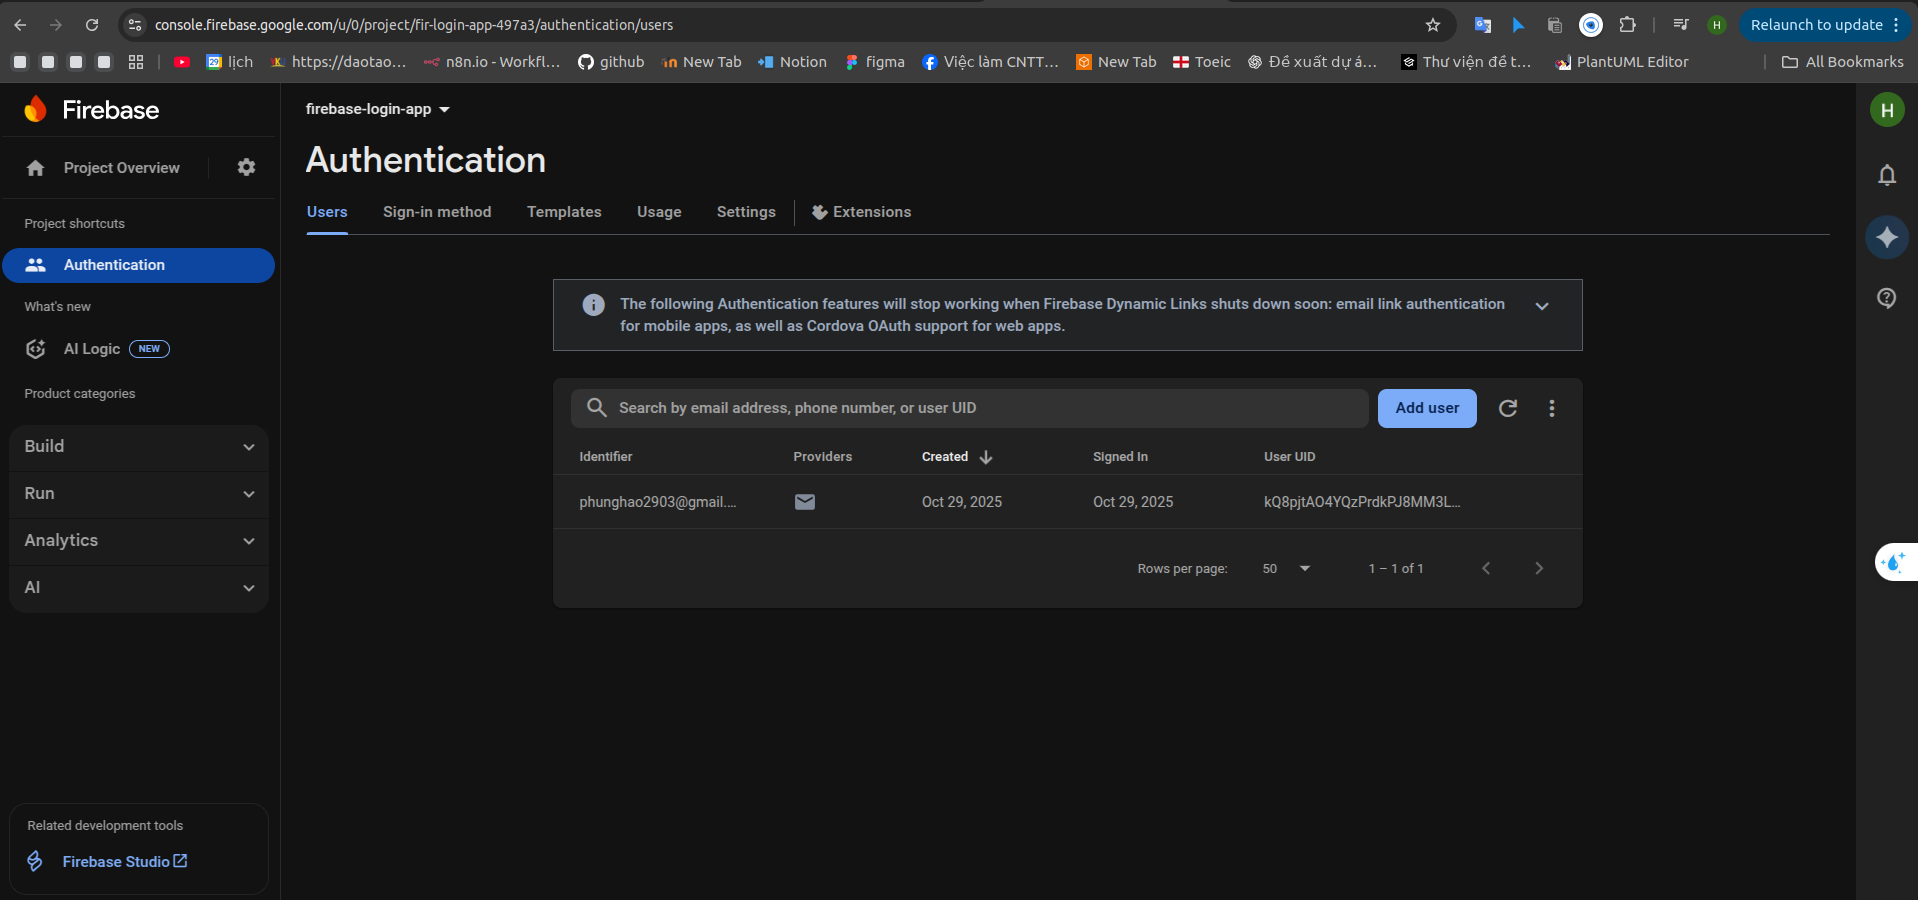 console.firebase.google.com/u/0/project/fir-login-app-497a3/authentication/users
Relaunch to update
29 lịch
https://daotao...
n8n.io - Workfl...
github
in New Tab
Notion
figma
Việc làm CNTT...
New Tab
Toeic
Đề xuất dự á...
Thư viện đề t...
PlantUML Editor
All Bookmarks
Firebase
Project Overview
Project shortcuts
Authentication
What's new
AI Logic NEW
Product categories
Build
Run
Analytics
AI
Related development tools
Firebase Studio
firebase-login-app
Authentication
Users
Sign-in method
Templates
Usage
Settings
Extensions
The following Authentication features will stop working when Firebase Dynamic Links shuts down soon: email link authentication
for mobile apps, as well as Cordova OAuth support for web apps.
Search by email address, phone number, or user UID
Add user
Identifier Providers Created Signed In User UID
phunghao2903@gmail.... Oct 29, 2025 Oct 29, 2025 kQ8pjtAO4YQzPrdkPJ8MM3L...
Rows per page: 50 1 – 1 of 1
H
H